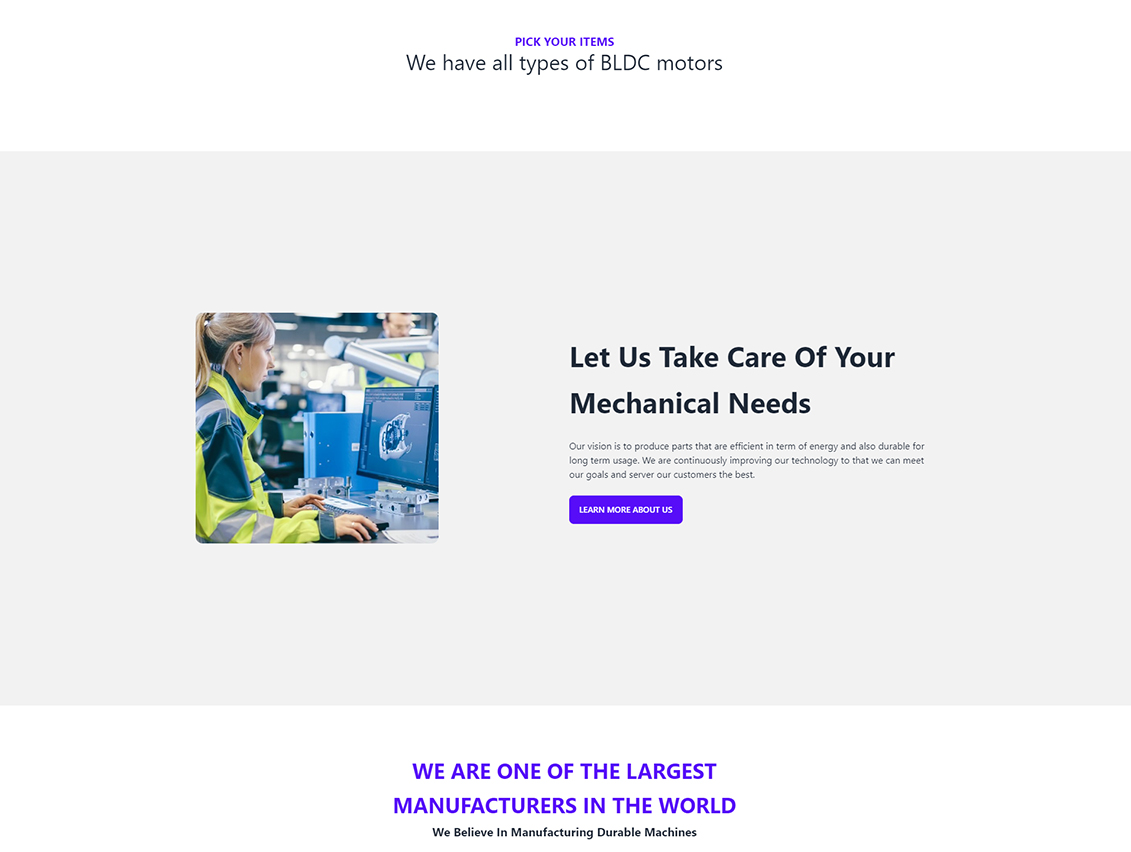 PICK YOUR ITEMS
We have all types of BLDC motors
Let Us Take Care Of Your
Mechanical Needs
Our vision is to produce parts that are efficient in term of energy and also durable for
long term usage. We are continuously improving our technology to that we can meet
our goals and server our customers the best.
LEARN MORE ABOUT US
WE ARE ONE OF THE LARGEST
MANUFACTURERS IN THE WORLD
We Believe In Manufacturing Durable Machines